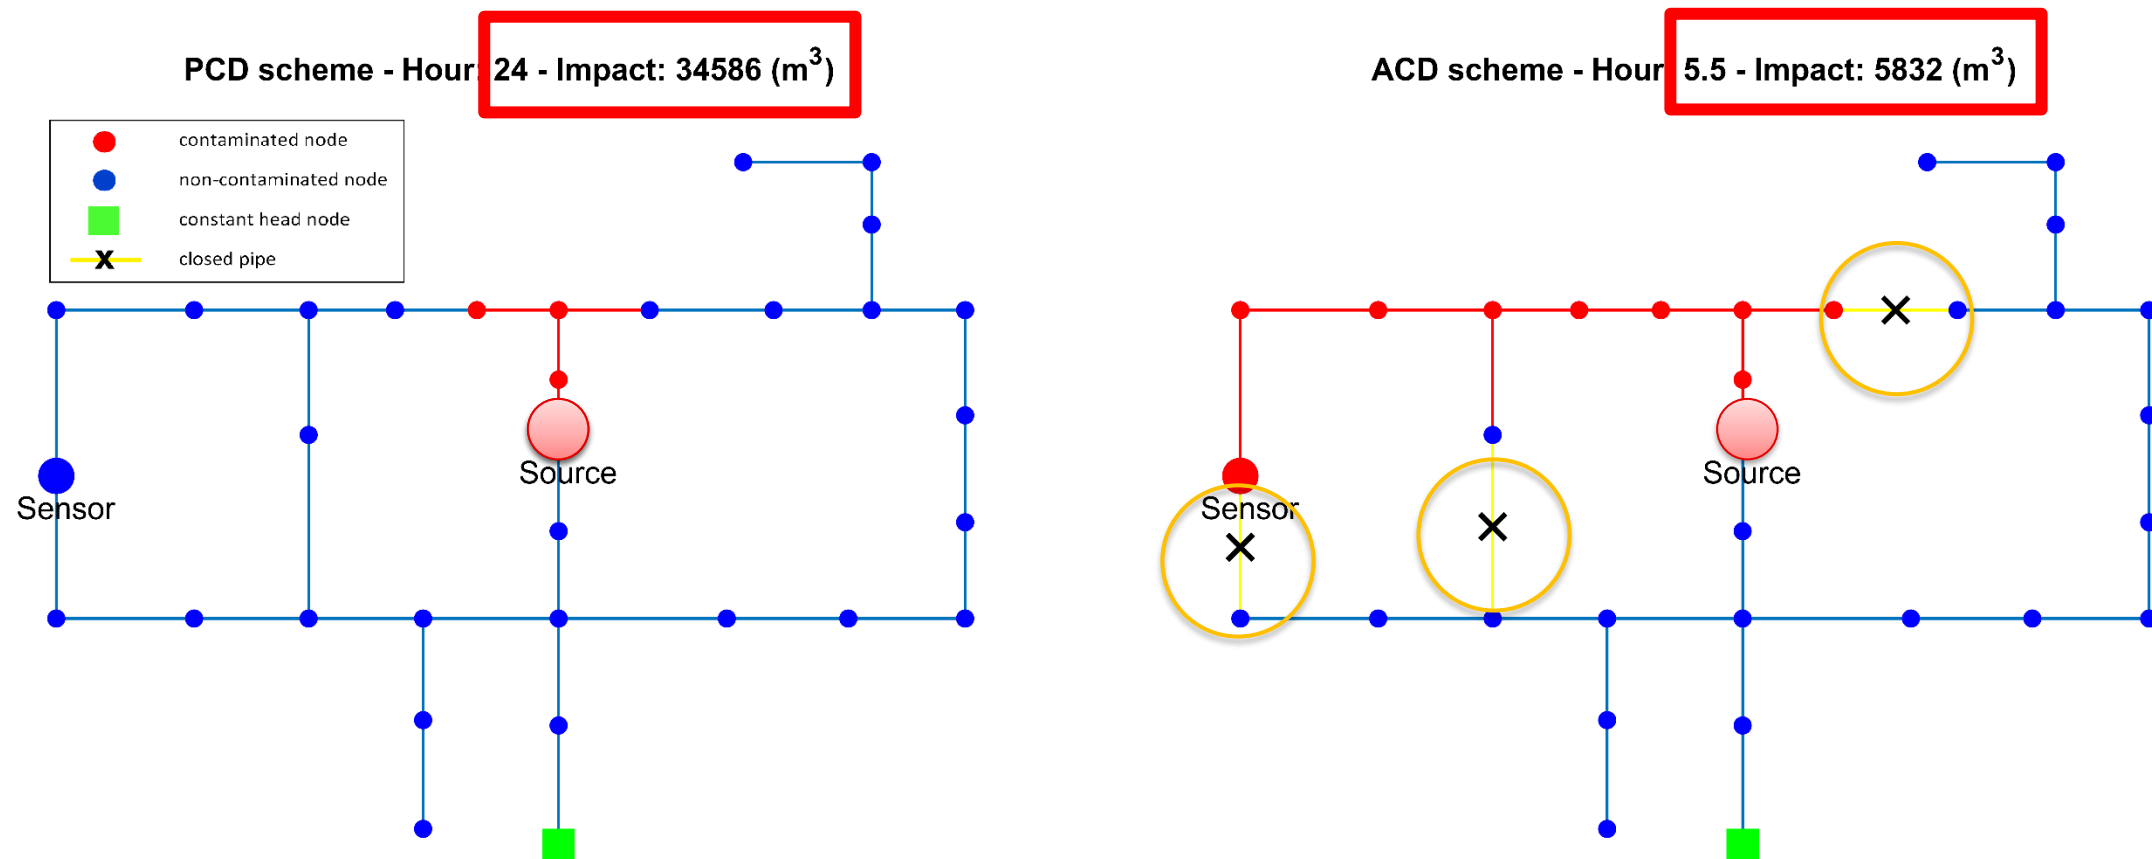 PCD scheme - Hour: 24 - Impact: 34586 (m³)
contaminated node
non-contaminated node
constant head node
x closed pipe
Sensor
Source
ACD scheme - Hour 5.5 - Impact: 5832 (m³)
Sensor
Source